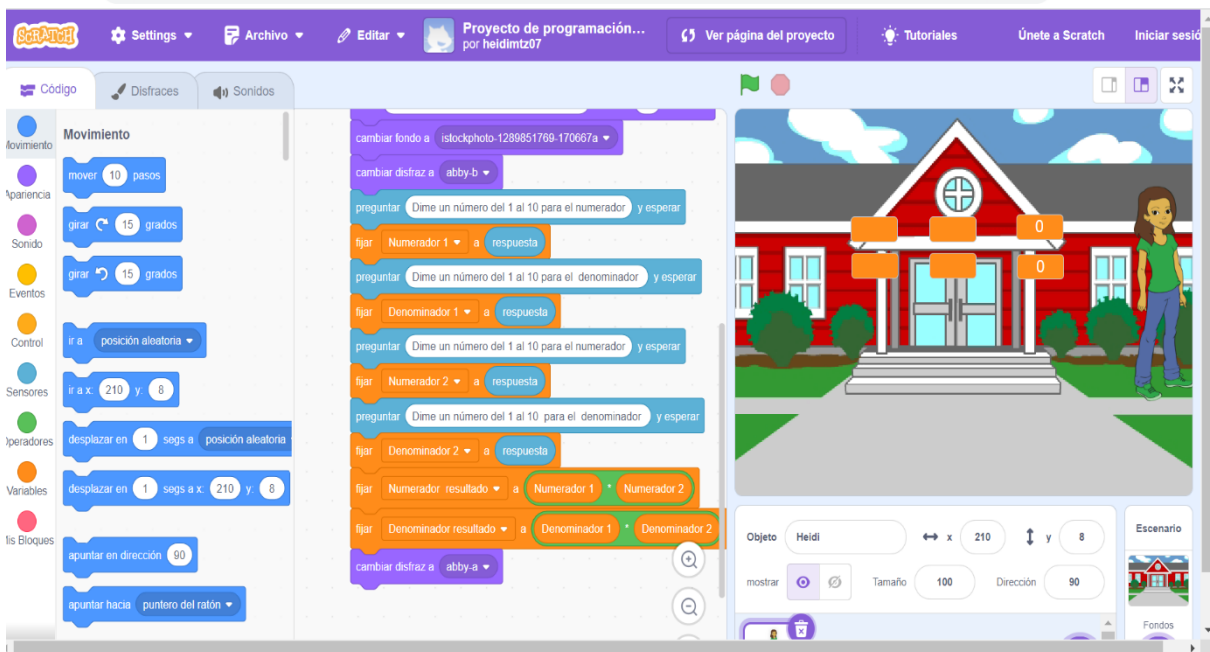 SCRATCH
Settings
Archivo
Editar
Proyecto de programación...
por heidimtz07
Ver página del proyecto
Tutoriales
Únete a Scratch
Iniciar sesió
Código
Disfraces
Sonidos
Movimiento
Apariencia
Sonido
Eventos
Control
Sensores
Operadores
Variables
Mis Bloques
Movimiento
mover 10 pasos
girar 15 grados
girar 15 grados
ir a posición aleatoria
ir a x: 210 y: 8
desplazar en 1 segs a posición aleatoria
desplazar en 1 segs a x: 210 y: 8
apuntar en dirección 90
apuntar hacia puntero del ratón
cambiar fondo a istockphoto-1289851769-170667a
cambiar disfraz a abby-b
preguntar Dime un número del 1 al 10 para el numerador y esperar
fijar Numerador 1 a respuesta
preguntar Dime un número del 1 al 10 para el denominador y esperar
fijar Denominador 1 a respuesta
preguntar Dime un número del 1 al 10 para el numerador y esperar
fijar Numerador 2 a respuesta
preguntar Dime un número del 1 al 10 para el denominador y esperar
fijar Denominador 2 a respuesta
fijar Numerador resultado a Numerador 1 * Numerador 2
fijar Denominador resultado a Denominador 1 * Denominador 2
cambiar disfraz a abby-a
0
0
Objeto Heidi x 210 y 8
mostrar Tamaño 100 Dirección 90
Escenario
Fondos